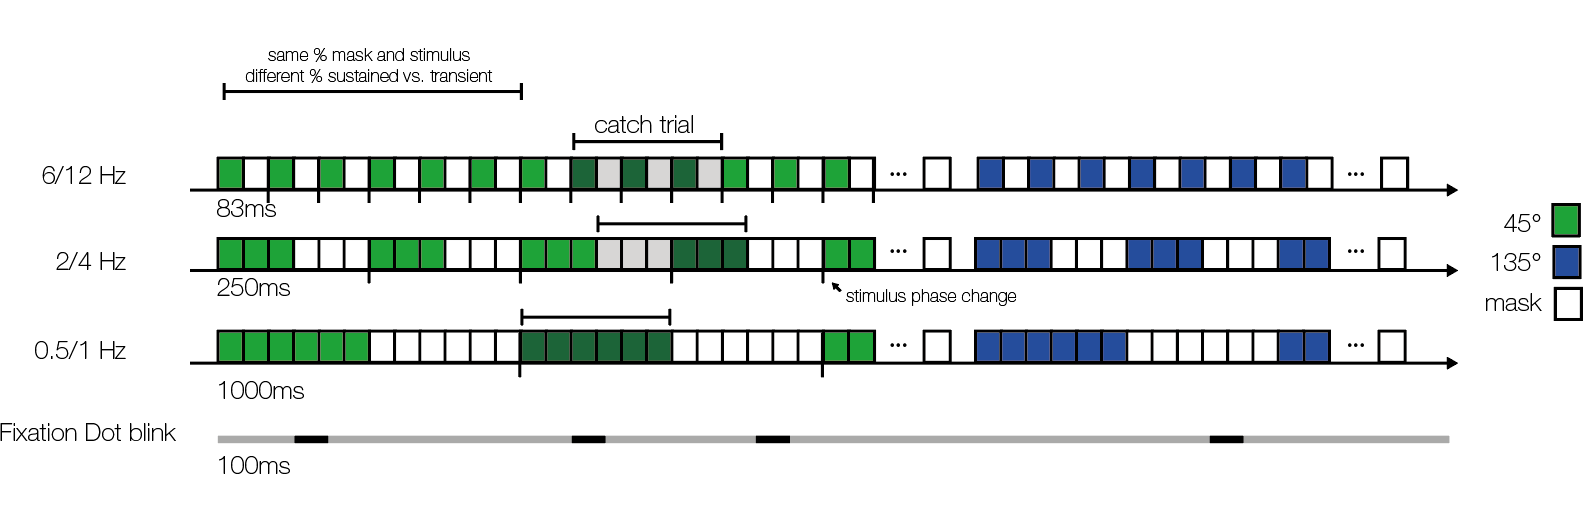 same % mask and stimulus
different % sustained vs. transient
catch trial
6/12 Hz
...
...
83ms
2/4 Hz
...
...
250ms
stimulus phase change
0.5/1 Hz
...
...
1000ms
Fixation Dot blink
100ms
45°
135°
mask